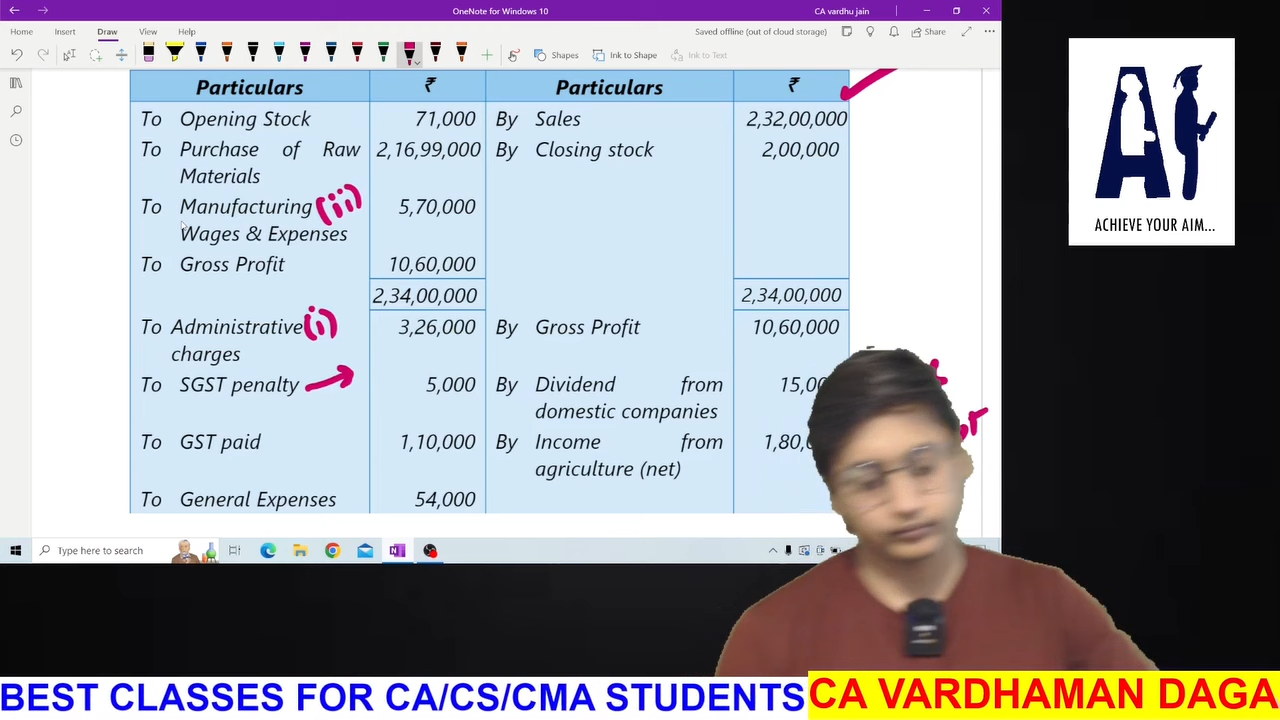 OneNote for Windows 10
CA vardhu jain
Home Insert Draw View Help
Saved offline (out of cloud storage) Share
Shapes Ink to Shape Ink to Text
Particulars ₹ Particulars ₹
To Opening Stock 71,000 By Sales 2,32,00,000
To Purchase of Raw 2,16,99,000 By Closing stock 2,00,000
Materials
To Manufacturing (ii) 5,70,000
Wages & Expenses
To Gross Profit 10,60,000
2,34,00,000 2,34,00,000
To Administrative (i) 3,26,000 By Gross Profit 10,60,000
charges
To SGST penalty 5,000 By Dividend from
domestic companies
To GST paid 1,10,000 By Income from
agriculture (net)
To General Expenses 54,000
Type here to search
AI
ACHIEVE YOUR AIM...
BEST CLASSES FOR CA/CS/CMA STUDENTS
CA VARDHAMAN DAGA